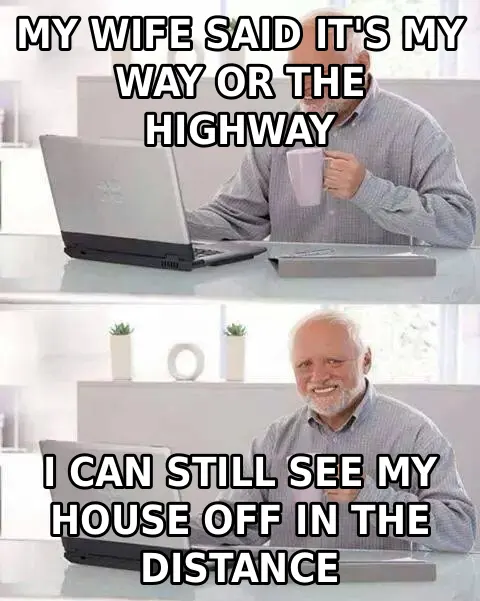 MY WIFE SAID IT'S MY
WAY OR THE
HIGHWAY
I CAN STILL SEE MY
HOUSE OFF IN THE
DISTANCE